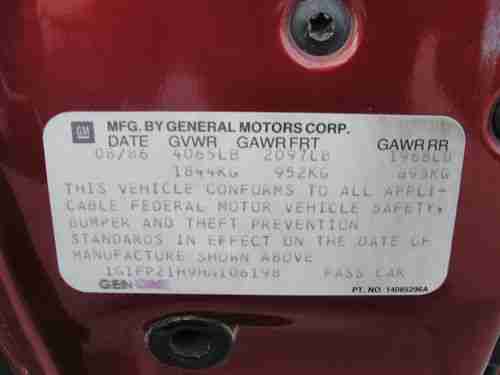 GM
MFG. BY GENERAL MOTORS CORP.
DATE GVWR GAWR FRT GAWR RR
08/86 4065LB 2097LB 1968LB
1844KG 952KG 893KG
THIS VEHICLE CONFORMS TO ALL APPLI-
CABLE FEDERAL MOTOR VEHICLE SAFETY,
BUMPER AND THEFT PREVENTION
STANDARDS IN EFFECT ON THE DATE OF
MANUFACTURE SHOWN ABOVE
PASS CAR
PT. NO. 14085296A